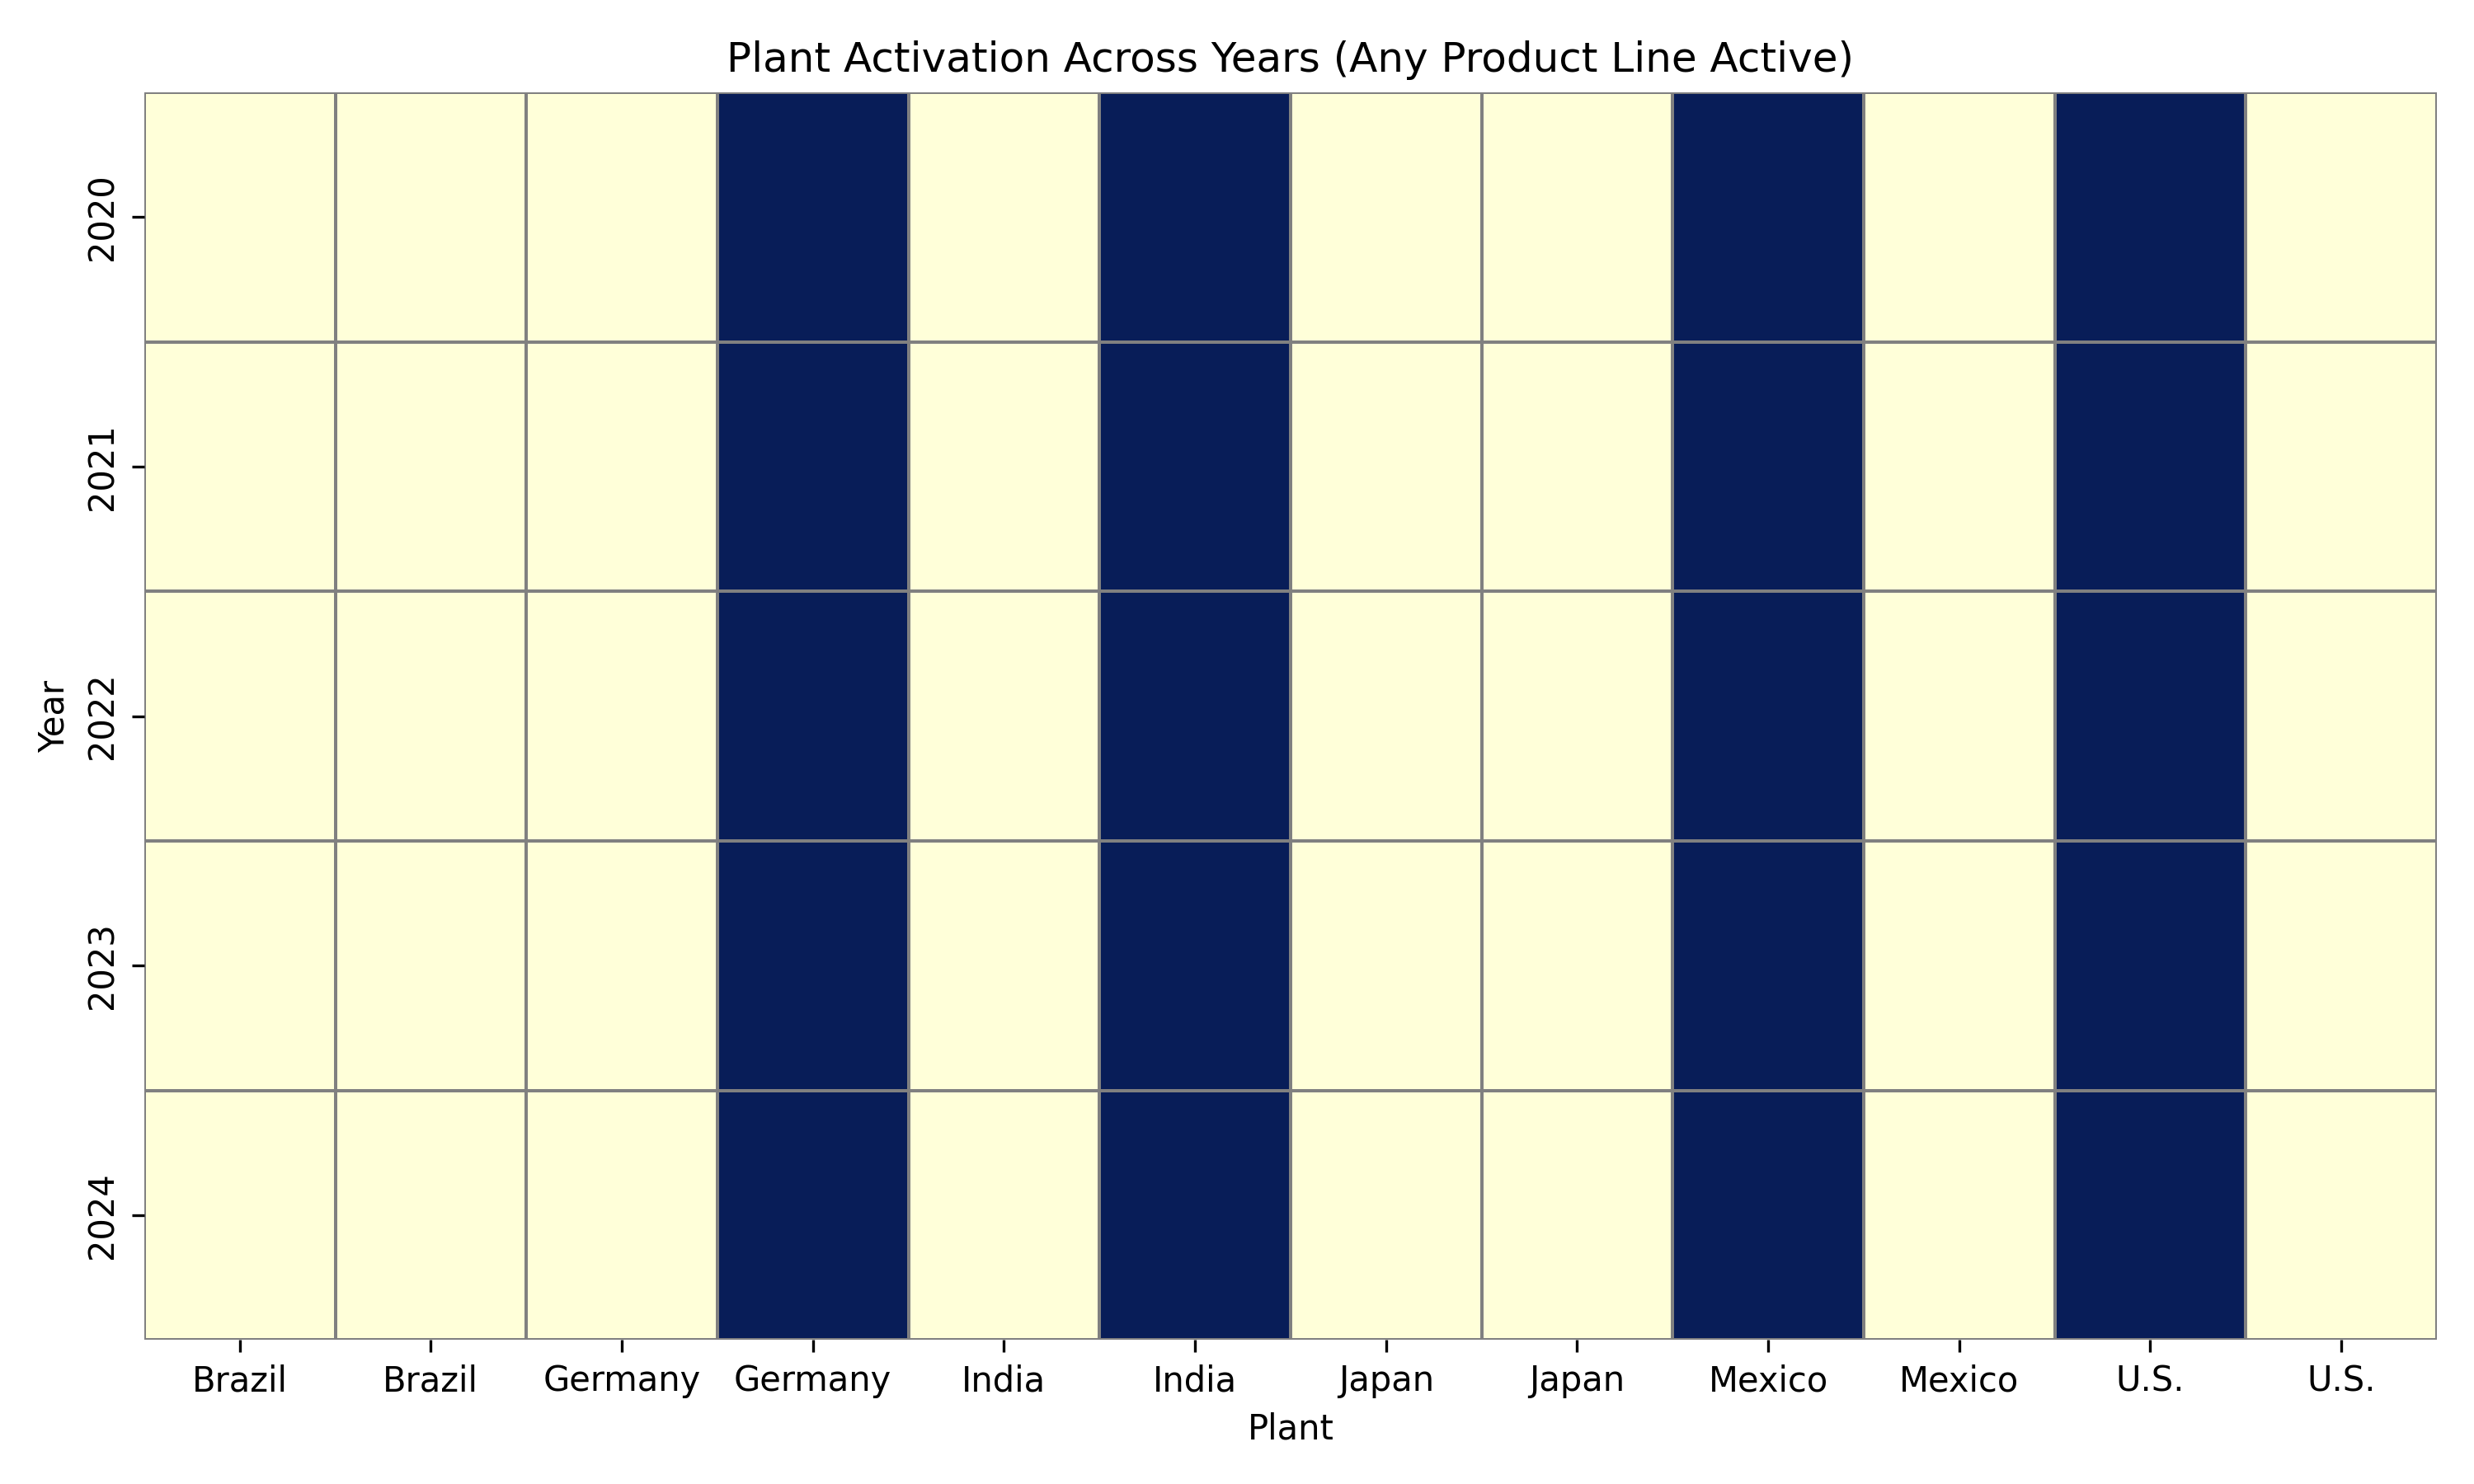 Plant Activation Across Years (Any Product Line Active)
Year
2020
2021
2022
2023
2024
Brazil Brazil Germany Germany India India Japan Japan Mexico Mexico U.S. U.S.
Plant